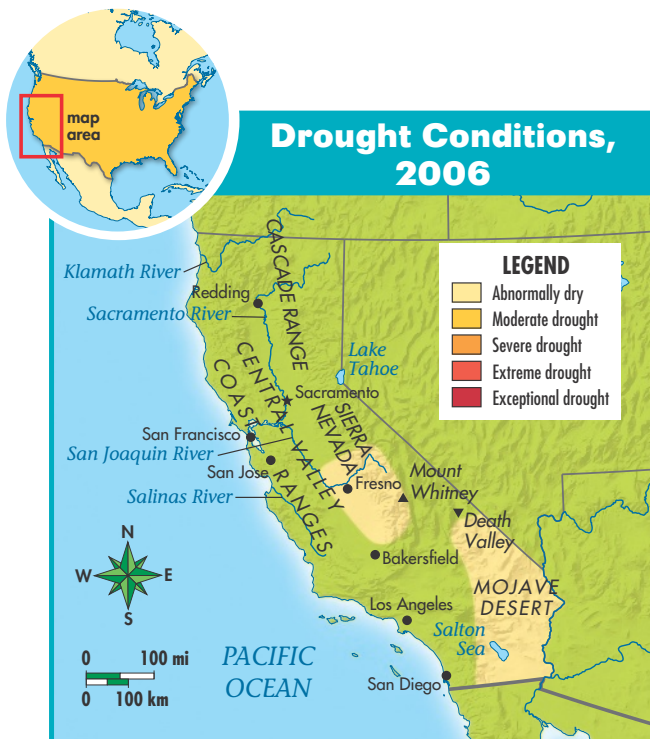 map
area
Drought Conditions,
2006
LEGEND
Abnormally dry
Moderate drought
Severe drought
Extreme drought
Exceptional drought
CASCADE RANGE
Klamath River
Redding
Sacramento River
Lake
Tahoe
CENTRAL VALLEY
COAST RANGES
Sacramento
SIERRA
NEVADA
San Francisco
San Joaquin River
San Jose
Fresno
Mount
Whitney
Salinas River
Death
Valley
Bakersfield
MOJAVE
DESERT
Los Angeles
Salton
Sea
San Diego
PACIFIC
OCEAN
N
W
E
S
0 100 mi
0 100 km